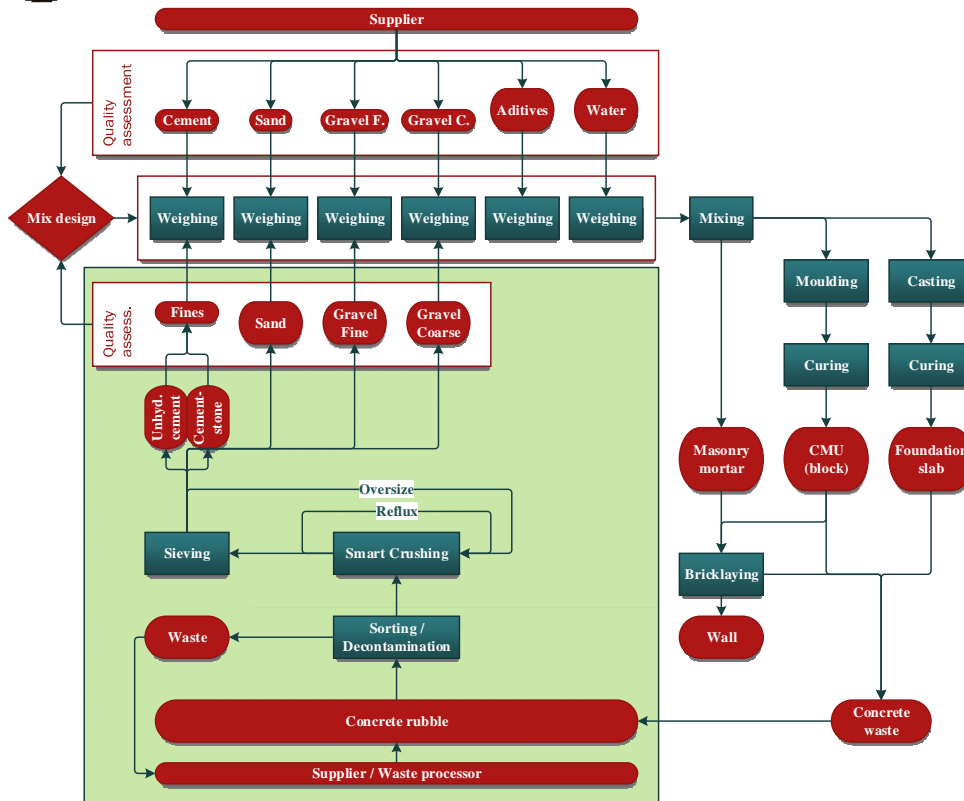 Supplier
Quality
assessment
Cement
Sand
Gravel F.
Gravel C.
Aditives
Water
Mix design
Weighing
Weighing
Weighing
Weighing
Weighing
Weighing
Mixing
Quality
assess.
Fines
Sand
Gravel
Fine
Gravel
Coarse
Moulding
Casting
Curing
Curing
Unhyd.
cement
Cement-
stone
Masonry
mortar
CMU
(block)
Foundation
slab
Oversize
Reflux
Sieving
Smart Crushing
Bricklaying
Waste
Sorting /
Decontamination
Wall
Concrete rubble
Concrete
waste
Supplier / Waste processor